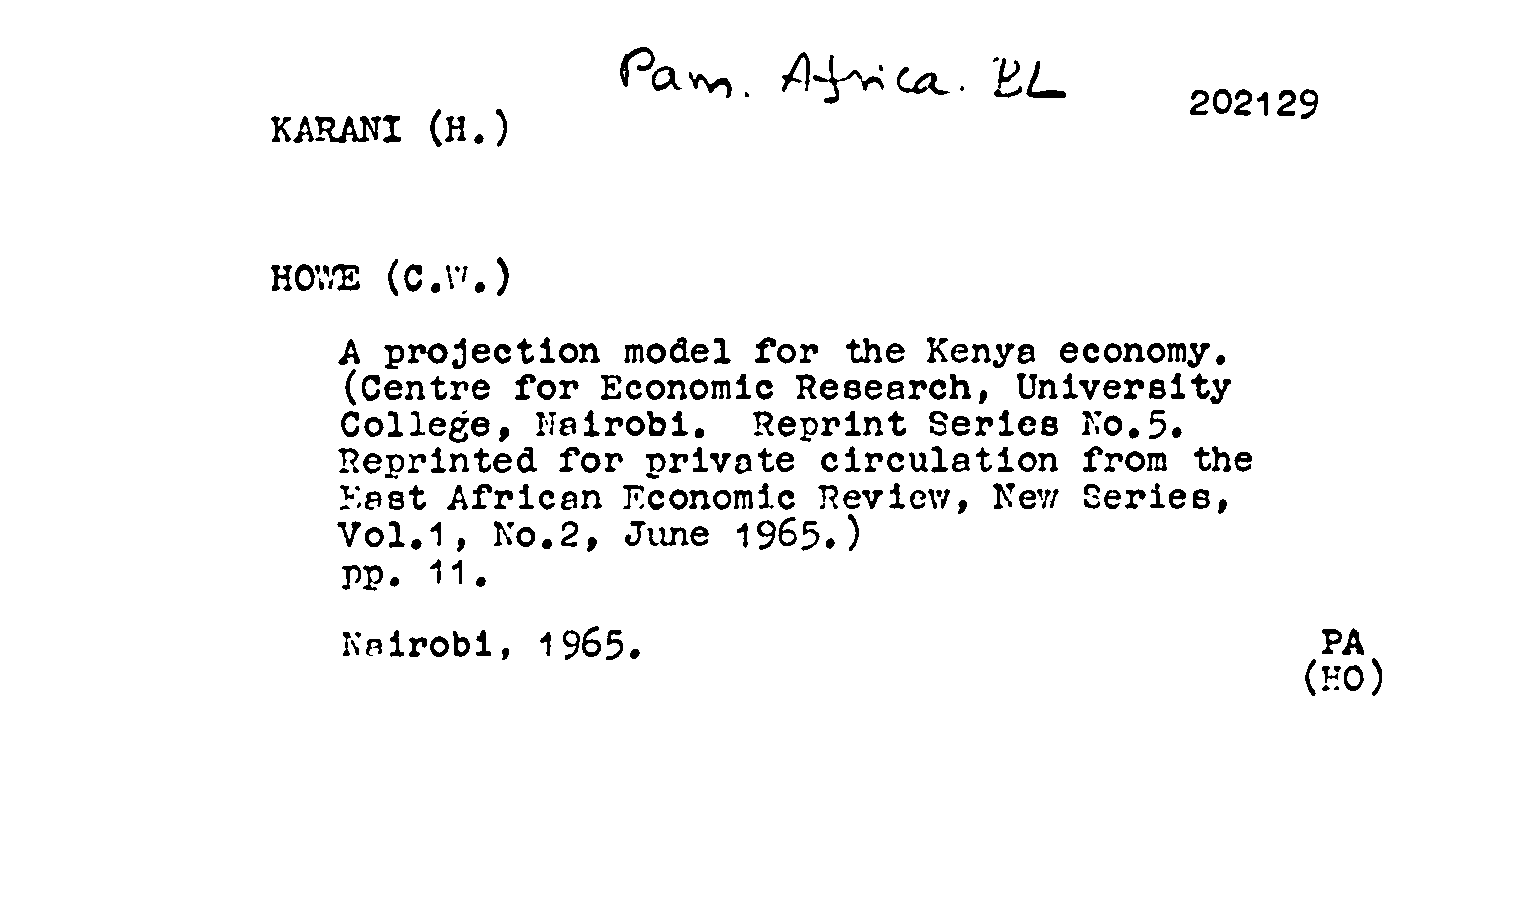 Pam. Africa. BL
202129
KARANI (H.)
HOWE (C.W.)
A projection model for the Kenya economy.
(Centre for Economic Research, University
College, Nairobi. Reprint Series No.5.
Reprinted for private circulation from the
East African Economic Review, New Series,
Vol.1, No.2, June 1965.)
pp. 11.
Nairobi, 1965.
PA
(HO)